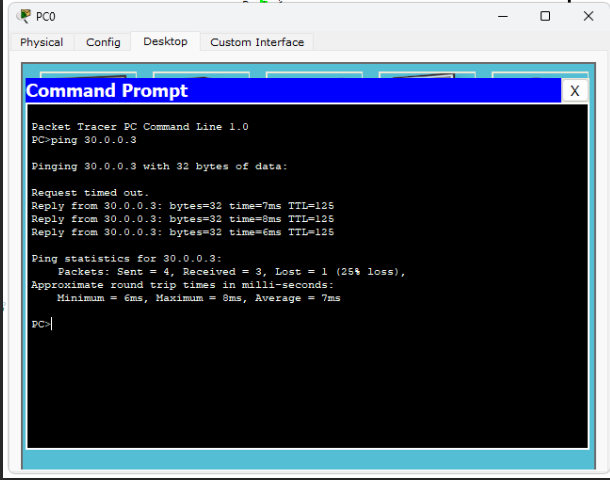 PC0
Physical Config Desktop Custom Interface
Command Prompt X
Packet Tracer PC Command Line 1.0
PC>ping 30.0.0.3
Pinging 30.0.0.3 with 32 bytes of data:
Request timed out.
Reply from 30.0.0.3: bytes=32 time=7ms TTL=125
Reply from 30.0.0.3: bytes=32 time=8ms TTL=125
Reply from 30.0.0.3: bytes=32 time=6ms TTL=125
Ping statistics for 30.0.0.3:
Packets: Sent = 4, Received = 3, Lost = 1 (25% loss),
Approximate round trip times in milli-seconds:
Minimum = 6ms, Maximum = 8ms, Average = 7ms
PC>